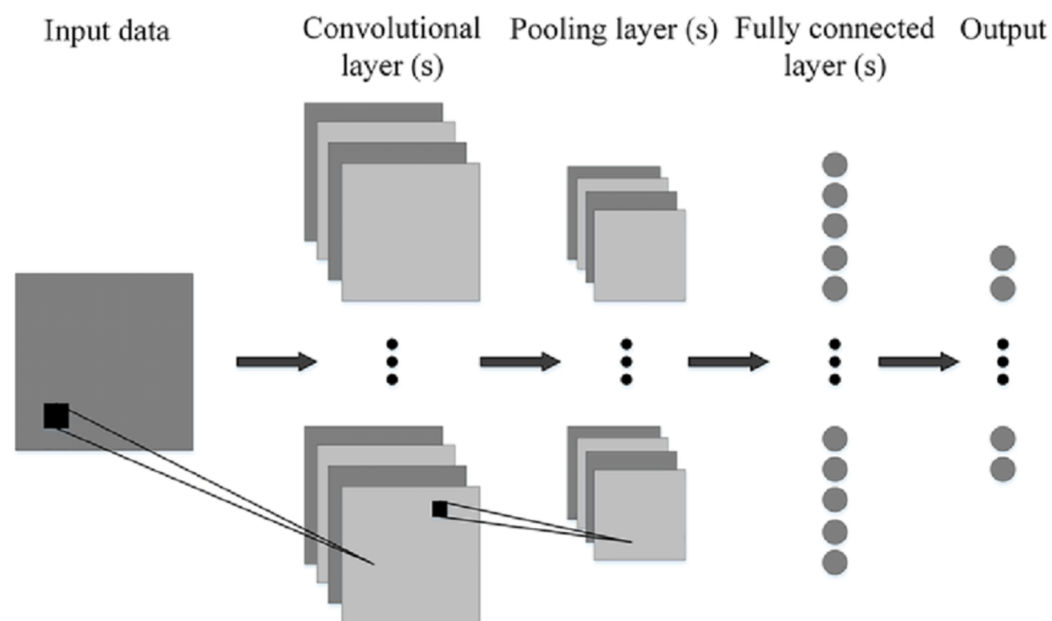 Input data
Convolutional
layer (s)
Pooling layer (s)
Fully connected
layer (s)
Output